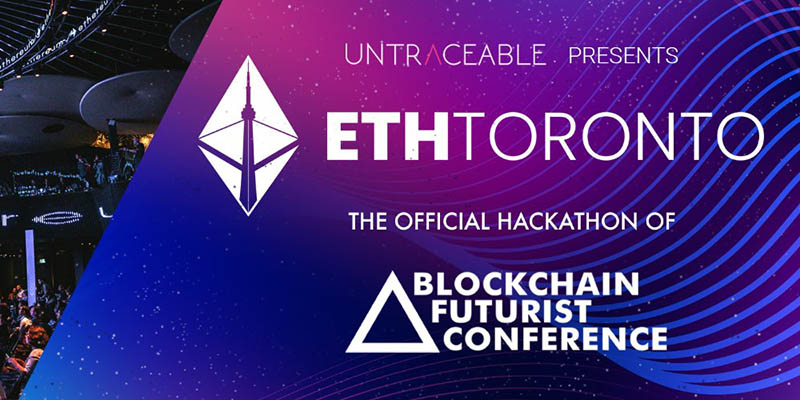 UNTRACEABLE PRESENTS
ETHTORONTO
THE OFFICIAL HACKATHON OF
BLOCKCHAIN
FUTURIST
CONFERENCE